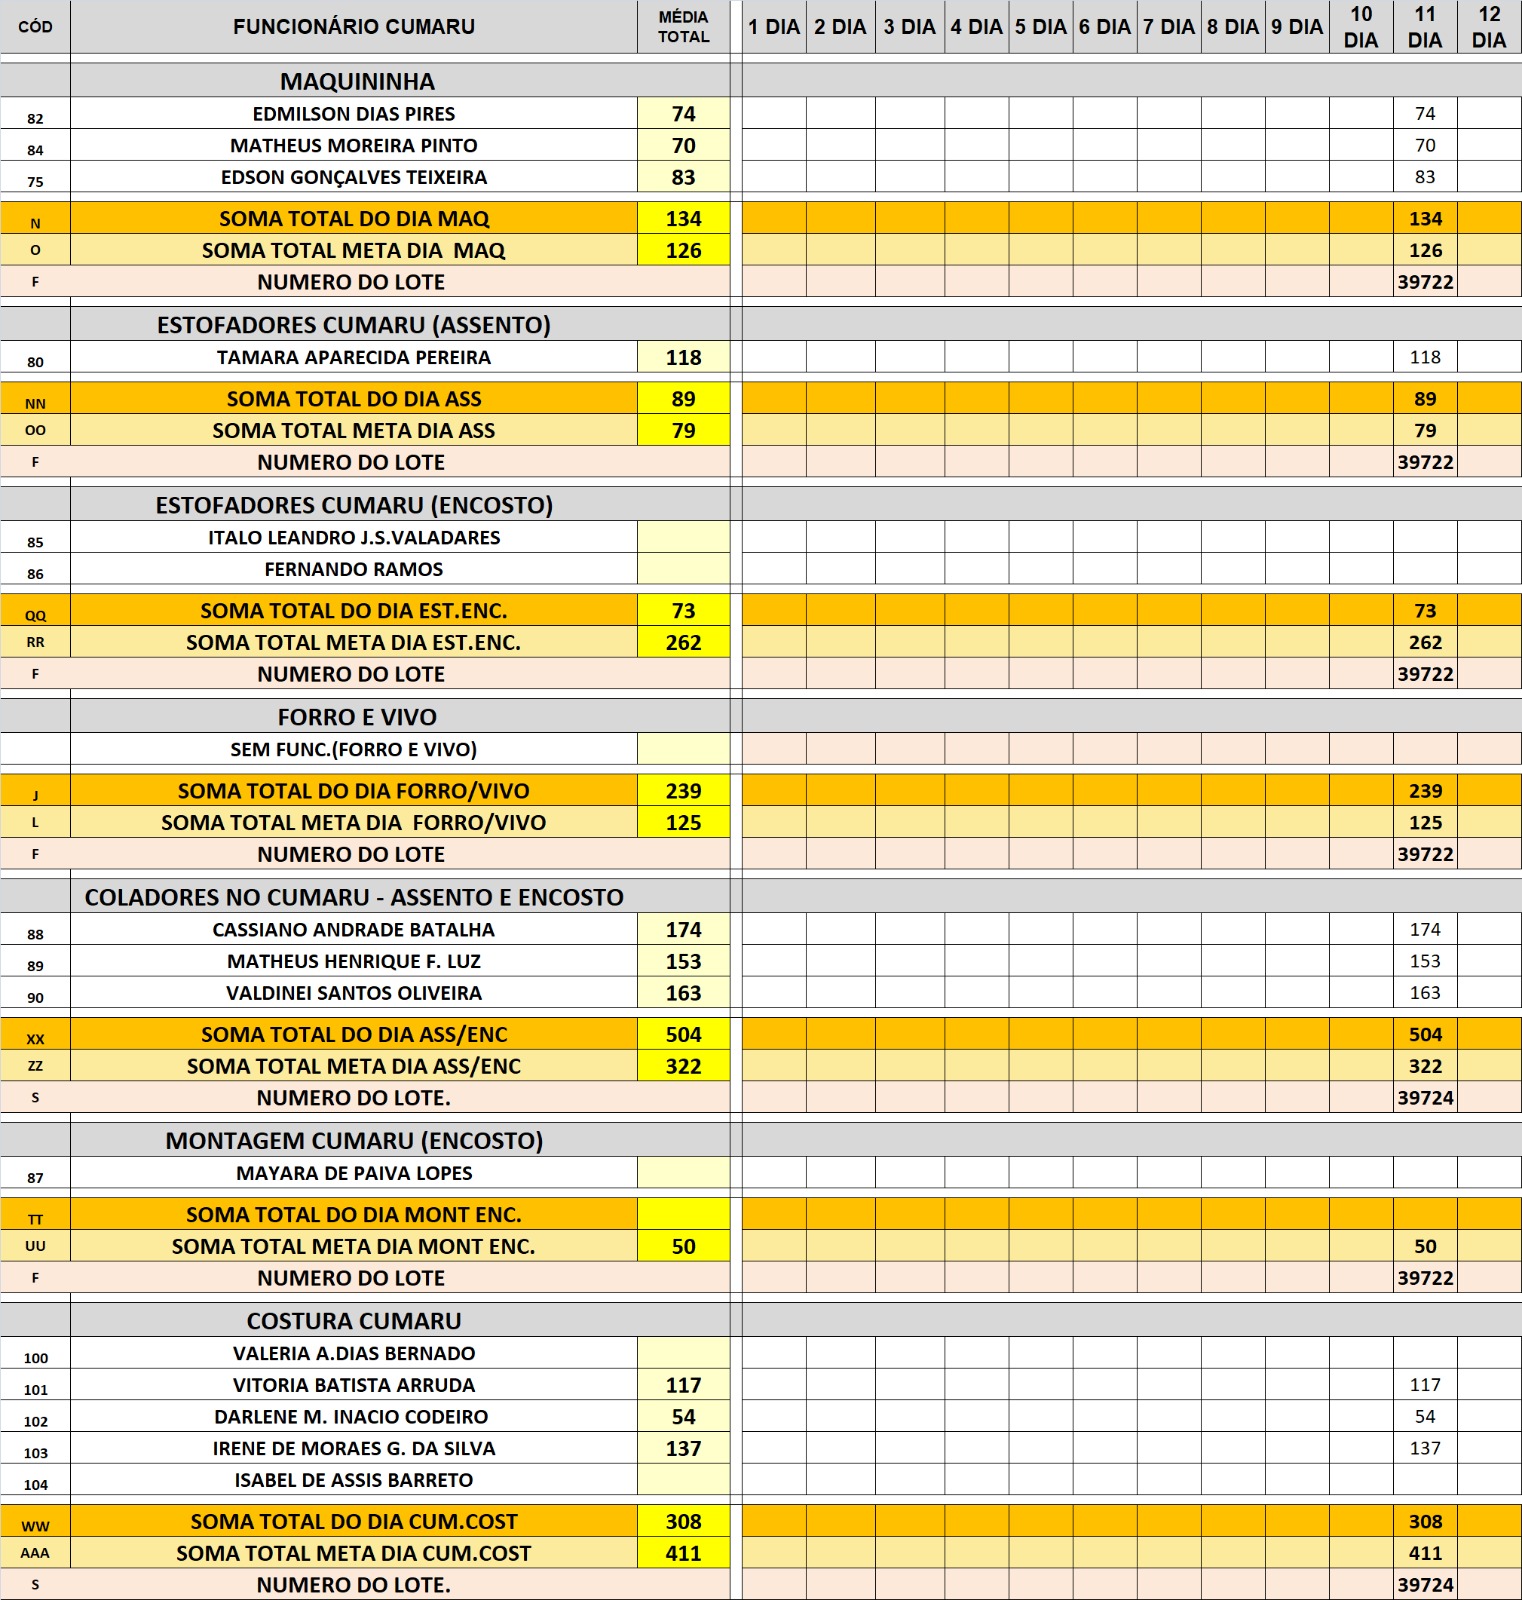 CÓD FUNCIONÁRIO CUMARU MÉDIA TOTAL 1 DIA 2 DIA 3 DIA 4 DIA 5 DIA 6 DIA 7 DIA 8 DIA 9 DIA 10 DIA 11 DIA 12 DIA
MAQUININHA
82 EDMILSON DIAS PIRES 74 74
84 MATHEUS MOREIRA PINTO 70 70
75 EDSON GONÇALVES TEIXEIRA 83 83
N SOMA TOTAL DO DIA MAQ 134 134
O SOMA TOTAL META DIA MAQ 126 126
F NUMERO DO LOTE 39722
ESTOFADORES CUMARU (ASSENTO)
80 TAMARA APARECIDA PEREIRA 118 118
NN SOMA TOTAL DO DIA ASS 89 89
OO SOMA TOTAL META DIA ASS 79 79
F NUMERO DO LOTE 39722
ESTOFADORES CUMARU (ENCOSTO)
85 ITALO LEANDRO J.S.VALADARES
86 FERNANDO RAMOS
QQ SOMA TOTAL DO DIA EST.ENC. 73 73
RR SOMA TOTAL META DIA EST.ENC. 262 262
F NUMERO DO LOTE 39722
FORRO E VIVO
SEM FUNC.(FORRO E VIVO)
J SOMA TOTAL DO DIA FORRO/VIVO 239 239
L SOMA TOTAL META DIA FORRO/VIVO 125 125
F NUMERO DO LOTE 39722
COLADORES NO CUMARU - ASSENTO E ENCOSTO
88 CASSIANO ANDRADE BATALHA 174 174
89 MATHEUS HENRIQUE F. LUZ 153 153
90 VALDINEI SANTOS OLIVEIRA 163 163
XX SOMA TOTAL DO DIA ASS/ENC 504 504
ZZ SOMA TOTAL META DIA ASS/ENC 322 322
S NUMERO DO LOTE. 39724
MONTAGEM CUMARU (ENCOSTO)
87 MAYARA DE PAIVA LOPES
TT SOMA TOTAL DO DIA MONT ENC.
UU SOMA TOTAL META DIA MONT ENC. 50 50
F NUMERO DO LOTE 39722
COSTURA CUMARU
100 VALERIA A.DIAS BERNADO
101 VITORIA BATISTA ARRUDA 117 117
102 DARLENE M. INACIO CODEIRO 54 54
103 IRENE DE MORAES G. DA SILVA 137 137
104 ISABEL DE ASSIS BARRETO
WW SOMA TOTAL DO DIA CUM.COST 308 308
AAA SOMA TOTAL META DIA CUM.COST 411 411
S NUMERO DO LOTE. 39724